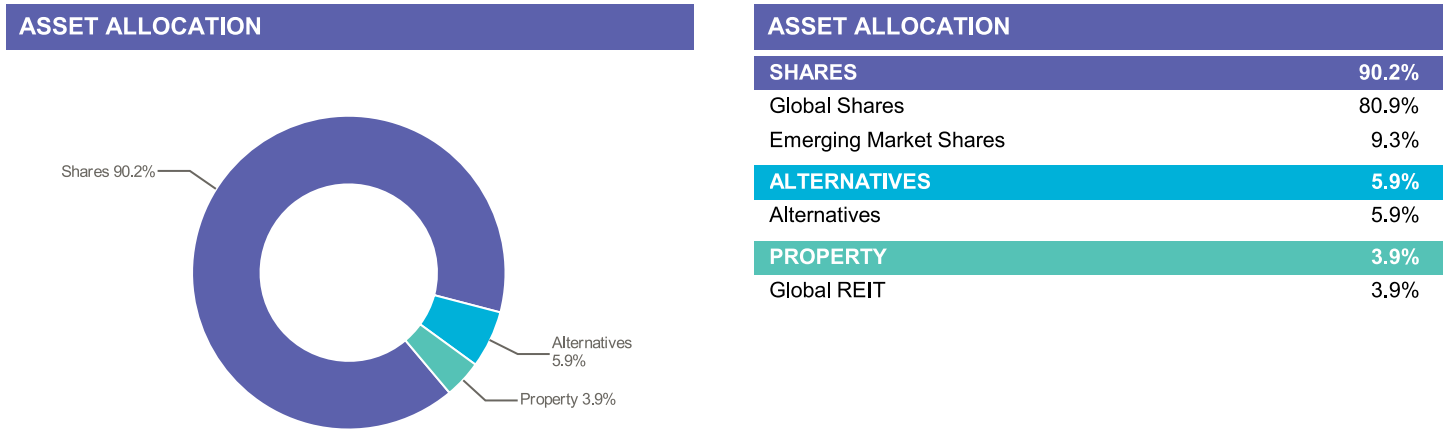 ASSET ALLOCATION
Shares 90.2%
Alternatives
5.9%
Property 3.9%
ASSET ALLOCATION
SHARES 90.2%
Global Shares 80.9%
Emerging Market Shares 9.3%
ALTERNATIVES 5.9%
Alternatives 5.9%
PROPERTY 3.9%
Global REIT 3.9%